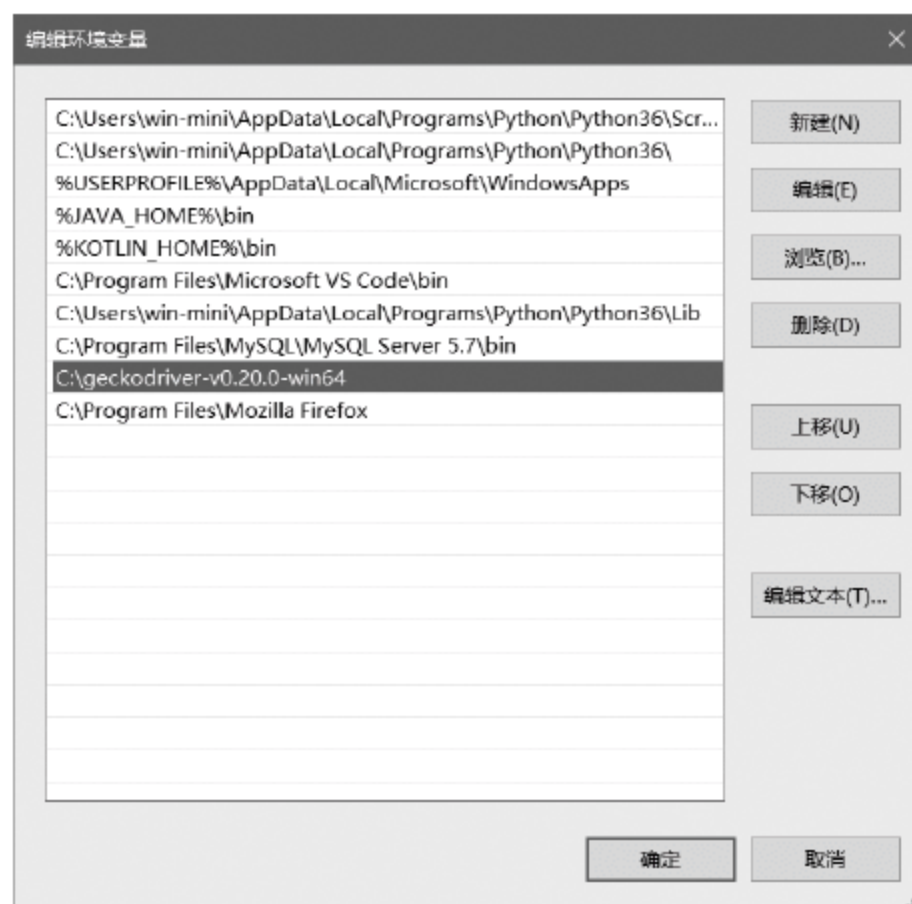 编辑环境变量
C:\Users\win-mini\AppData\Local\Programs\Python\Python36\Scr...
C:\Users\win-mini\AppData\Local\Programs\Python\Python36\
%USERPROFILE%\AppData\Local\Microsoft\WindowsApps
%JAVA_HOME%\bin
%KOTLIN_HOME%\bin
C:\Program Files\Microsoft VS Code\bin
C:\Users\win-mini\AppData\Local\Programs\Python\Python36\Lib
C:\Program Files\MySQL\MySQL Server 5.7\bin
C:\geckodriver-v0.20.0-win64
C:\Program Files\Mozilla Firefox
新建(N)
编辑(E)
浏览(B)...
删除(D)
上移(U)
下移(O)
编辑文本(T)...
确定
取消